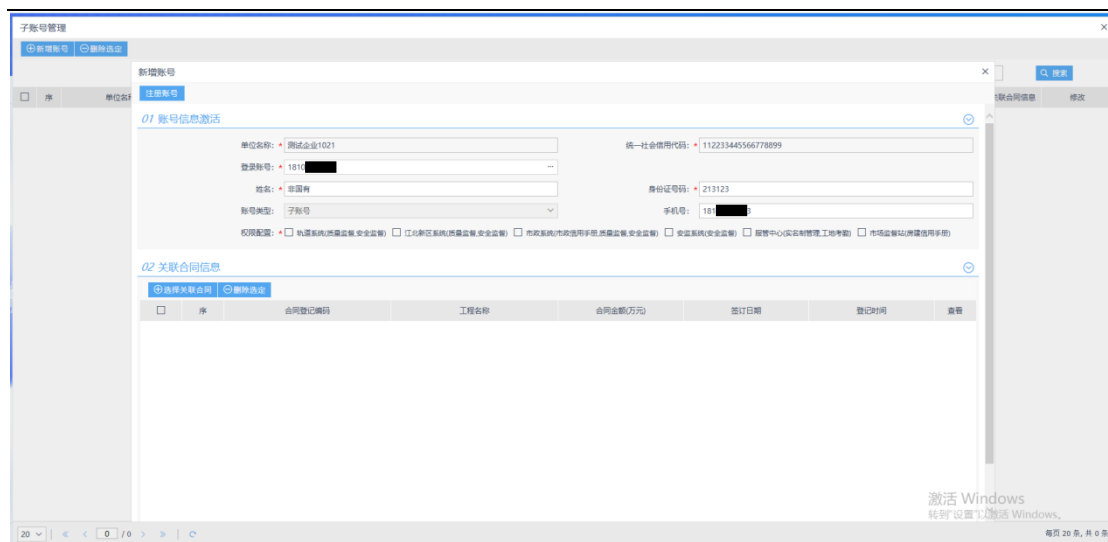 子账号管理 ×
新增账号 删除选定
新增账号 ×
搜索
注册账号
序 单位名称 关联合同信息 修改
01 账号信息激活
单位名称: * 测试企业1021 统一社会信用代码: * 112233445566778899
登录账号: * 1810 ...
姓名: * 非国有 身份证号码: * 213123
账号类型: 子账号 手机号: 181 3
权限配置: * 轨道系统(质量监督,安全监督) 江北新区系统(质量监督,安全监督) 市政系统(市政信用手册,质量监督,安全监督) 安监系统(安全监督) 报管中心(实名制管理,工地考勤) 市场监督站(房建信用手册)
02 关联合同信息
选择关联合同 删除选定
序 合同登记编码 工程名称 合同金额(万元) 签订日期 登记时间 查看
激活 Windows
转到"设置"以激活 Windows。
20 0 / 0 每页 20 条, 共 0 条